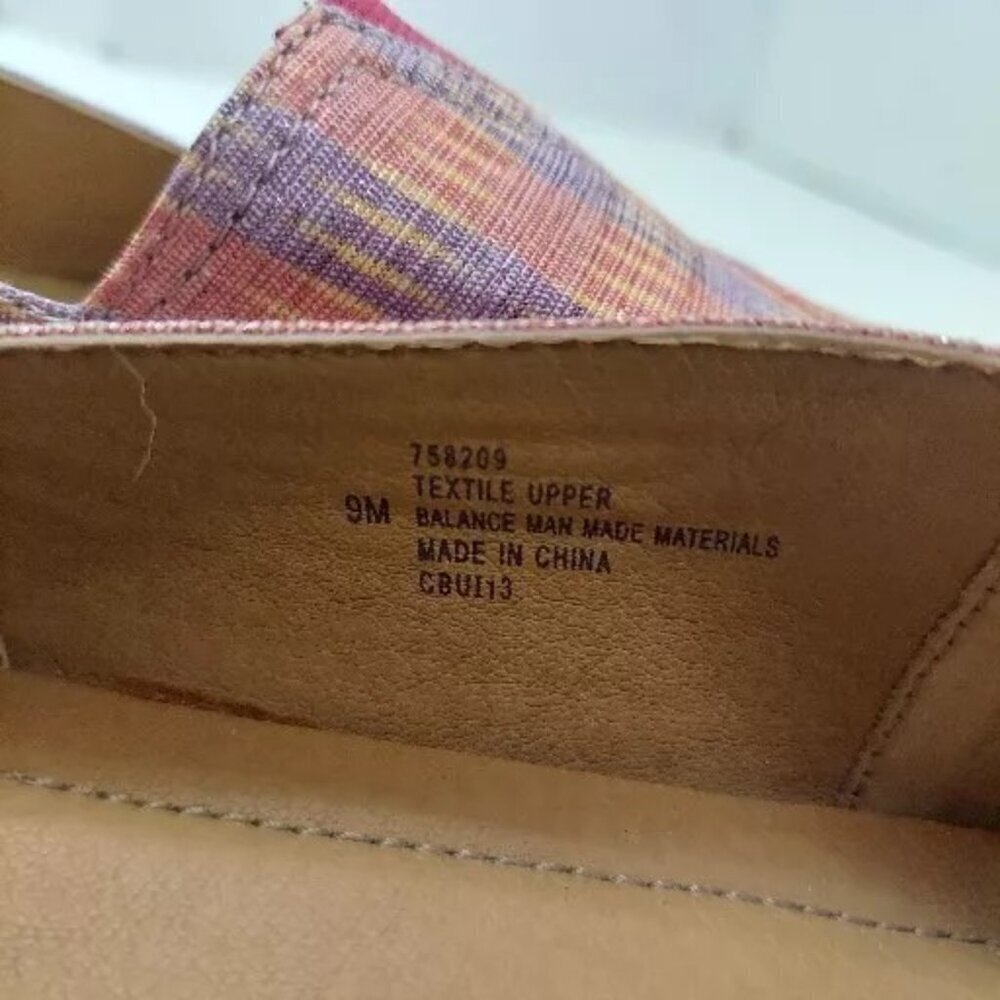 758209
TEXTILE UPPER
9M BALANCE MAN MADE MATERIALS
MADE IN CHINA
CBUI13